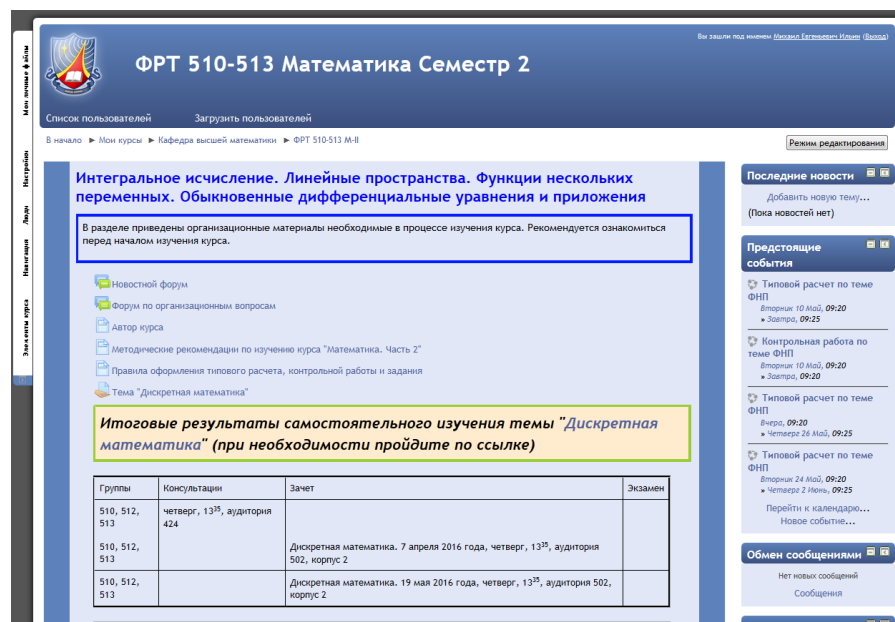 Вы зашли под именем Михаил Евгеньевич Ильин (Выход)
ФРТ 510-513 Математика Семестр 2
Список пользователей Загрузить пользователей
Мои личные файлы
Настройки
Люди
Навигация
Элементы курса
В начало ► Мои курсы ► Кафедра высшей математики ► ФРТ 510-513 М-II
Режим редактирования
Интегральное исчисление. Линейные пространства. Функции нескольких
переменных. Обыкновенные дифференциальные уравнения и приложения
В разделе приведены организационные материалы необходимые в процессе изучения курса. Рекомендуется ознакомиться
перед началом изучения курса.
Новостной форум
Форум по организационным вопросам
Автор курса
Методические рекомендации по изучению курса "Математика. Часть 2"
Правила оформления типового расчета, контрольной работы и задания
Тема "Дискретная математика"
Итоговые результаты самостоятельного изучения темы "Дискретная
математика" (при необходимости пройдите по ссылке)
Группы Консультации Зачет Экзамен
510, 512, четверг, 13³⁵, аудитория
513 424
510, 512, Дискретная математика. 7 апреля 2016 года, четверг, 13³⁵, аудитория
513 502, корпус 2
510, 512, Дискретная математика. 19 мая 2016 года, четверг, 13³⁵, аудитория 502,
513 корпус 2
Последние новости
Добавить новую тему...
(Пока новостей нет)
Предстоящие
события
Типовой расчет по теме
ФНП
Вторник 10 Май, 09:20
» Завтра, 09:25
Контрольная работа по
теме ФНП
Вторник 10 Май, 09:20
» Завтра, 09:20
Типовой расчет по теме
ФНП
Вчера, 09:20
» Четверг 26 Май, 09:25
Типовой расчет по теме
ФНП
Вторник 24 Май, 09:20
» Четверг 2 Июнь, 09:25
Перейти к календарю...
Новое событие...
Обмен сообщениями
Нет новых сообщений
Сообщения